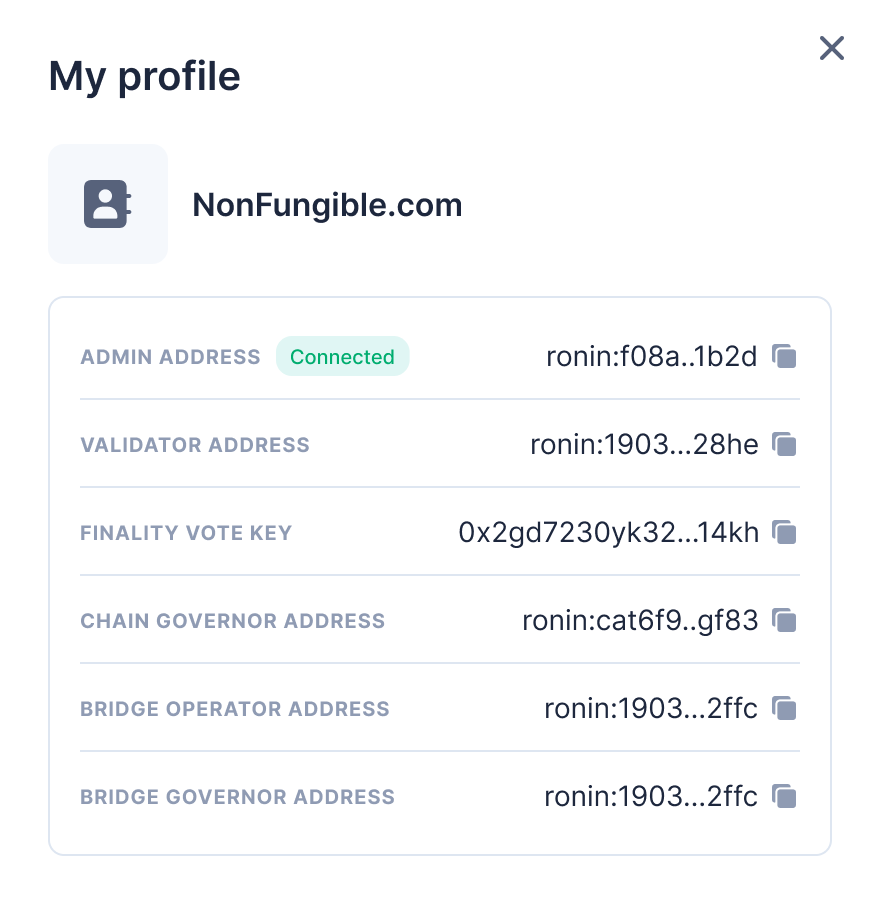 My profile
NonFungible.com
ADMIN ADDRESS Connected ronin:f08a..1b2d
VALIDATOR ADDRESS ronin:1903...28he
FINALITY VOTE KEY 0x2gd7230yk32...14kh
CHAIN GOVERNOR ADDRESS ronin:cat6f9..gf83
BRIDGE OPERATOR ADDRESS ronin:1903...2ffc
BRIDGE GOVERNOR ADDRESS ronin:1903...2ffc